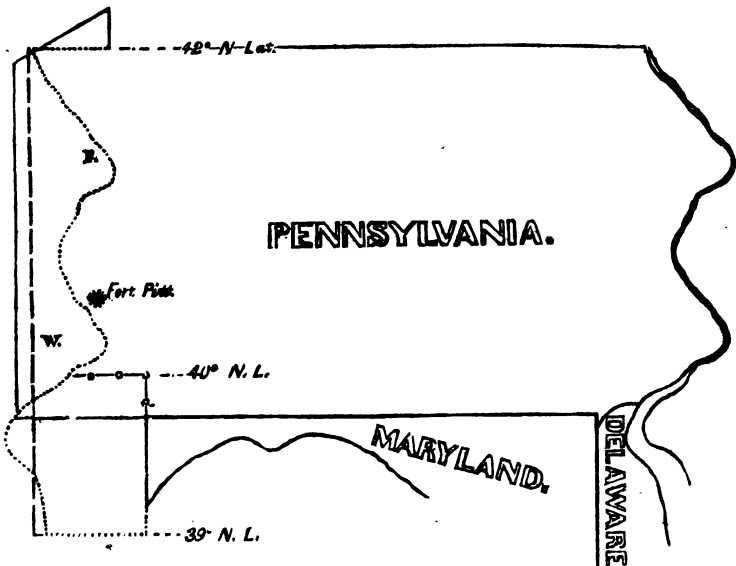 42° N Lat.
E.
PENNSYLVANIA.
Fort Pitt
W.
40° N. L.
MARYLAND.
DELAWARE
39° N. L.